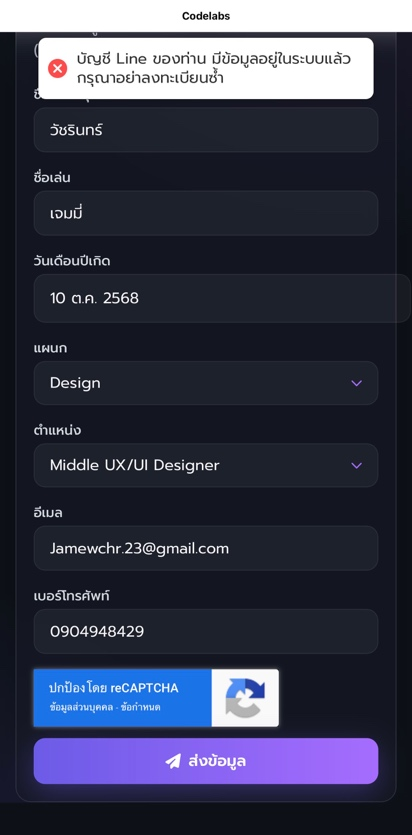 Codelabs
บัญชี Line ของท่าน มีข้อมูลอยู่ในระบบแล้ว
กรุณาอย่าลงทะเบียนซ้ำ
วัชรินทร์
ชื่อเล่น
เจมมี่
วันเดือนปีเกิด
10 ต.ค. 2568
แผนก
Design
ตำแหน่ง
Middle UX/UI Designer
อีเมล
Jamewchr.23@gmail.com
เบอร์โทรศัพท์
0904948429
ปกป้องโดย reCAPTCHA
ข้อมูลส่วนบุคคล - ข้อกำหนด
ส่งข้อมูล